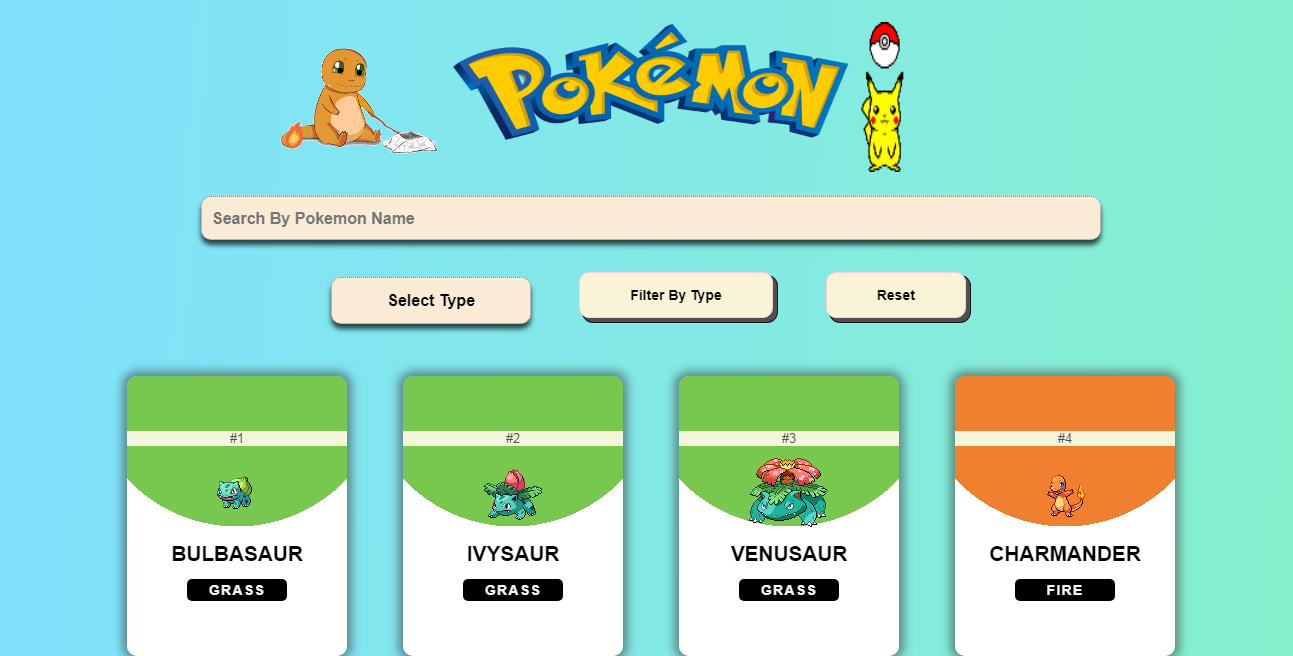 POKéMON
Search By Pokemon Name
Select Type
Filter By Type
Reset
#1
#2
#3
#4
BULBASAUR
IVYSAUR
VENUSAUR
CHARMANDER
GRASS
GRASS
GRASS
FIRE